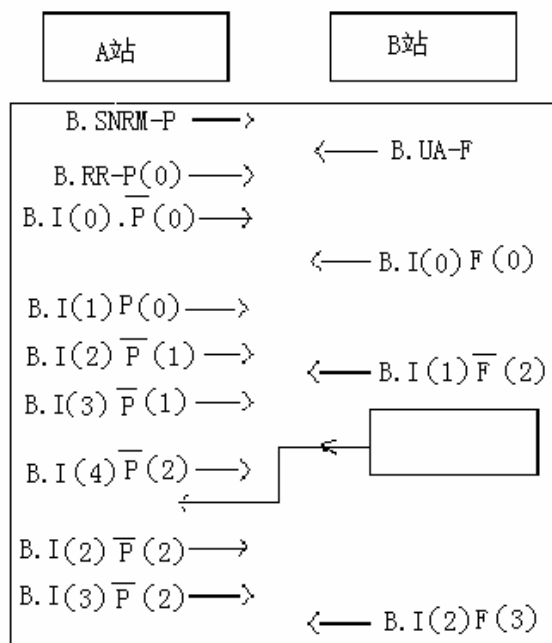 A站
B站
B.SNRM-P
B.UA-F
B.RR-P(0)
B.I(0).P̅(0)
B.I(0)F(0)
B.I(1)P(0)
B.I(2)P̅(1)
B.I(1)F̅(2)
B.I(3)P̅(1)
B.I(4)P̅(2)
B.I(2)P̅(2)
B.I(3)P̅(2)
B.I(2)F(3)